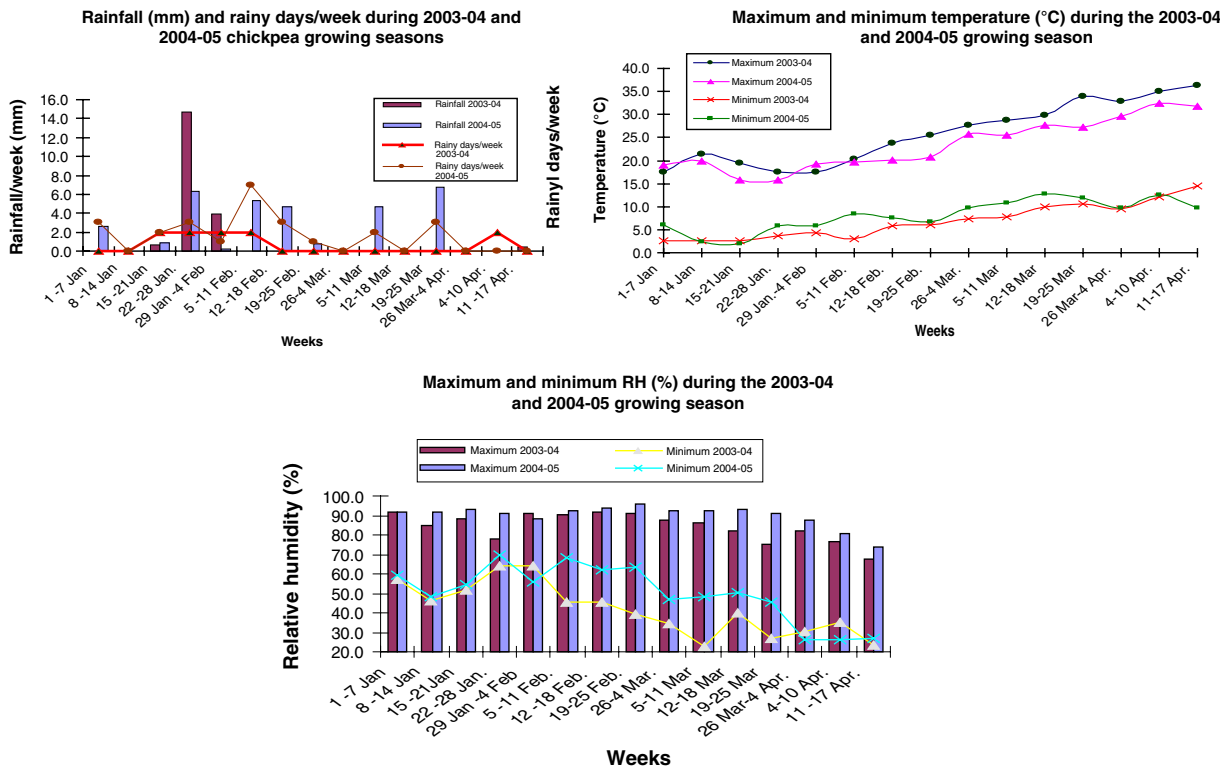 Rainfall (mm) and rainy days/week during 2003-04 and
2004-05 chickpea growing seasons
Rainfall/week (mm)
16.0
14.0
12.0
10.0
8.0
6.0
4.0
2.0
0.0
Rainfall 2003-04
Rainfall 2004-05
Rainy days/week
2003-04
Rainy days/week
2004-05
Rainyl days/week
1 -7 Jan
8 -14 Jan
15 -21Jan
22 -28 Jan.
29 Jan -4 Feb
5 -11 Feb.
12 -18 Feb.
19-25 Feb.
26-4 Mar.
5-11 Mar
12-18 Mar
19-25 Mar
26 Mar-4 Apr.
4-10 Apr.
11 -17 Apr.
Weeks
Maximum and minimum temperature (°C) during the 2003-04
and 2004-05 growing season
Temperature (°C)
40.0
35.0
30.0
25.0
20.0
15.0
10.0
5.0
0.0
Maximum 2003-04
Maximum 2004-05
Minimum 2003-04
Minimum 2004-05
1-7 Jan
8-14 Jan
15-21Jan
22-28 Jan.
29 Jan.-4 Feb
5-11 Feb.
12-18 Feb.
19-25 Feb.
26-4 Mar.
5-11 Mar
12-18 Mar
19-25 Mar
26 Mar-4 Apr.
4-10 Apr.
11-17 Apr.
Weeks
Maximum and minimum RH (%) during the 2003-04
and 2004-05 growing season
Maximum 2003-04
Minimum 2003-04
Maximum 2004-05
Minimum 2004-05
Relative humidity (%)
100.0
90.0
80.0
70.0
60.0
50.0
40.0
30.0
20.0
1 -7 Jan
8 -14 Jan
15 -21Jan
22 -28 Jan.
29 Jan -4 Feb
5 -11 Feb.
12 -18 Feb.
19-25 Feb.
26-4 Mar.
5-11 Mar
12-18 Mar
19-25 Mar
26 Mar-4 Apr.
4-10 Apr.
11 -17 Apr.
Weeks